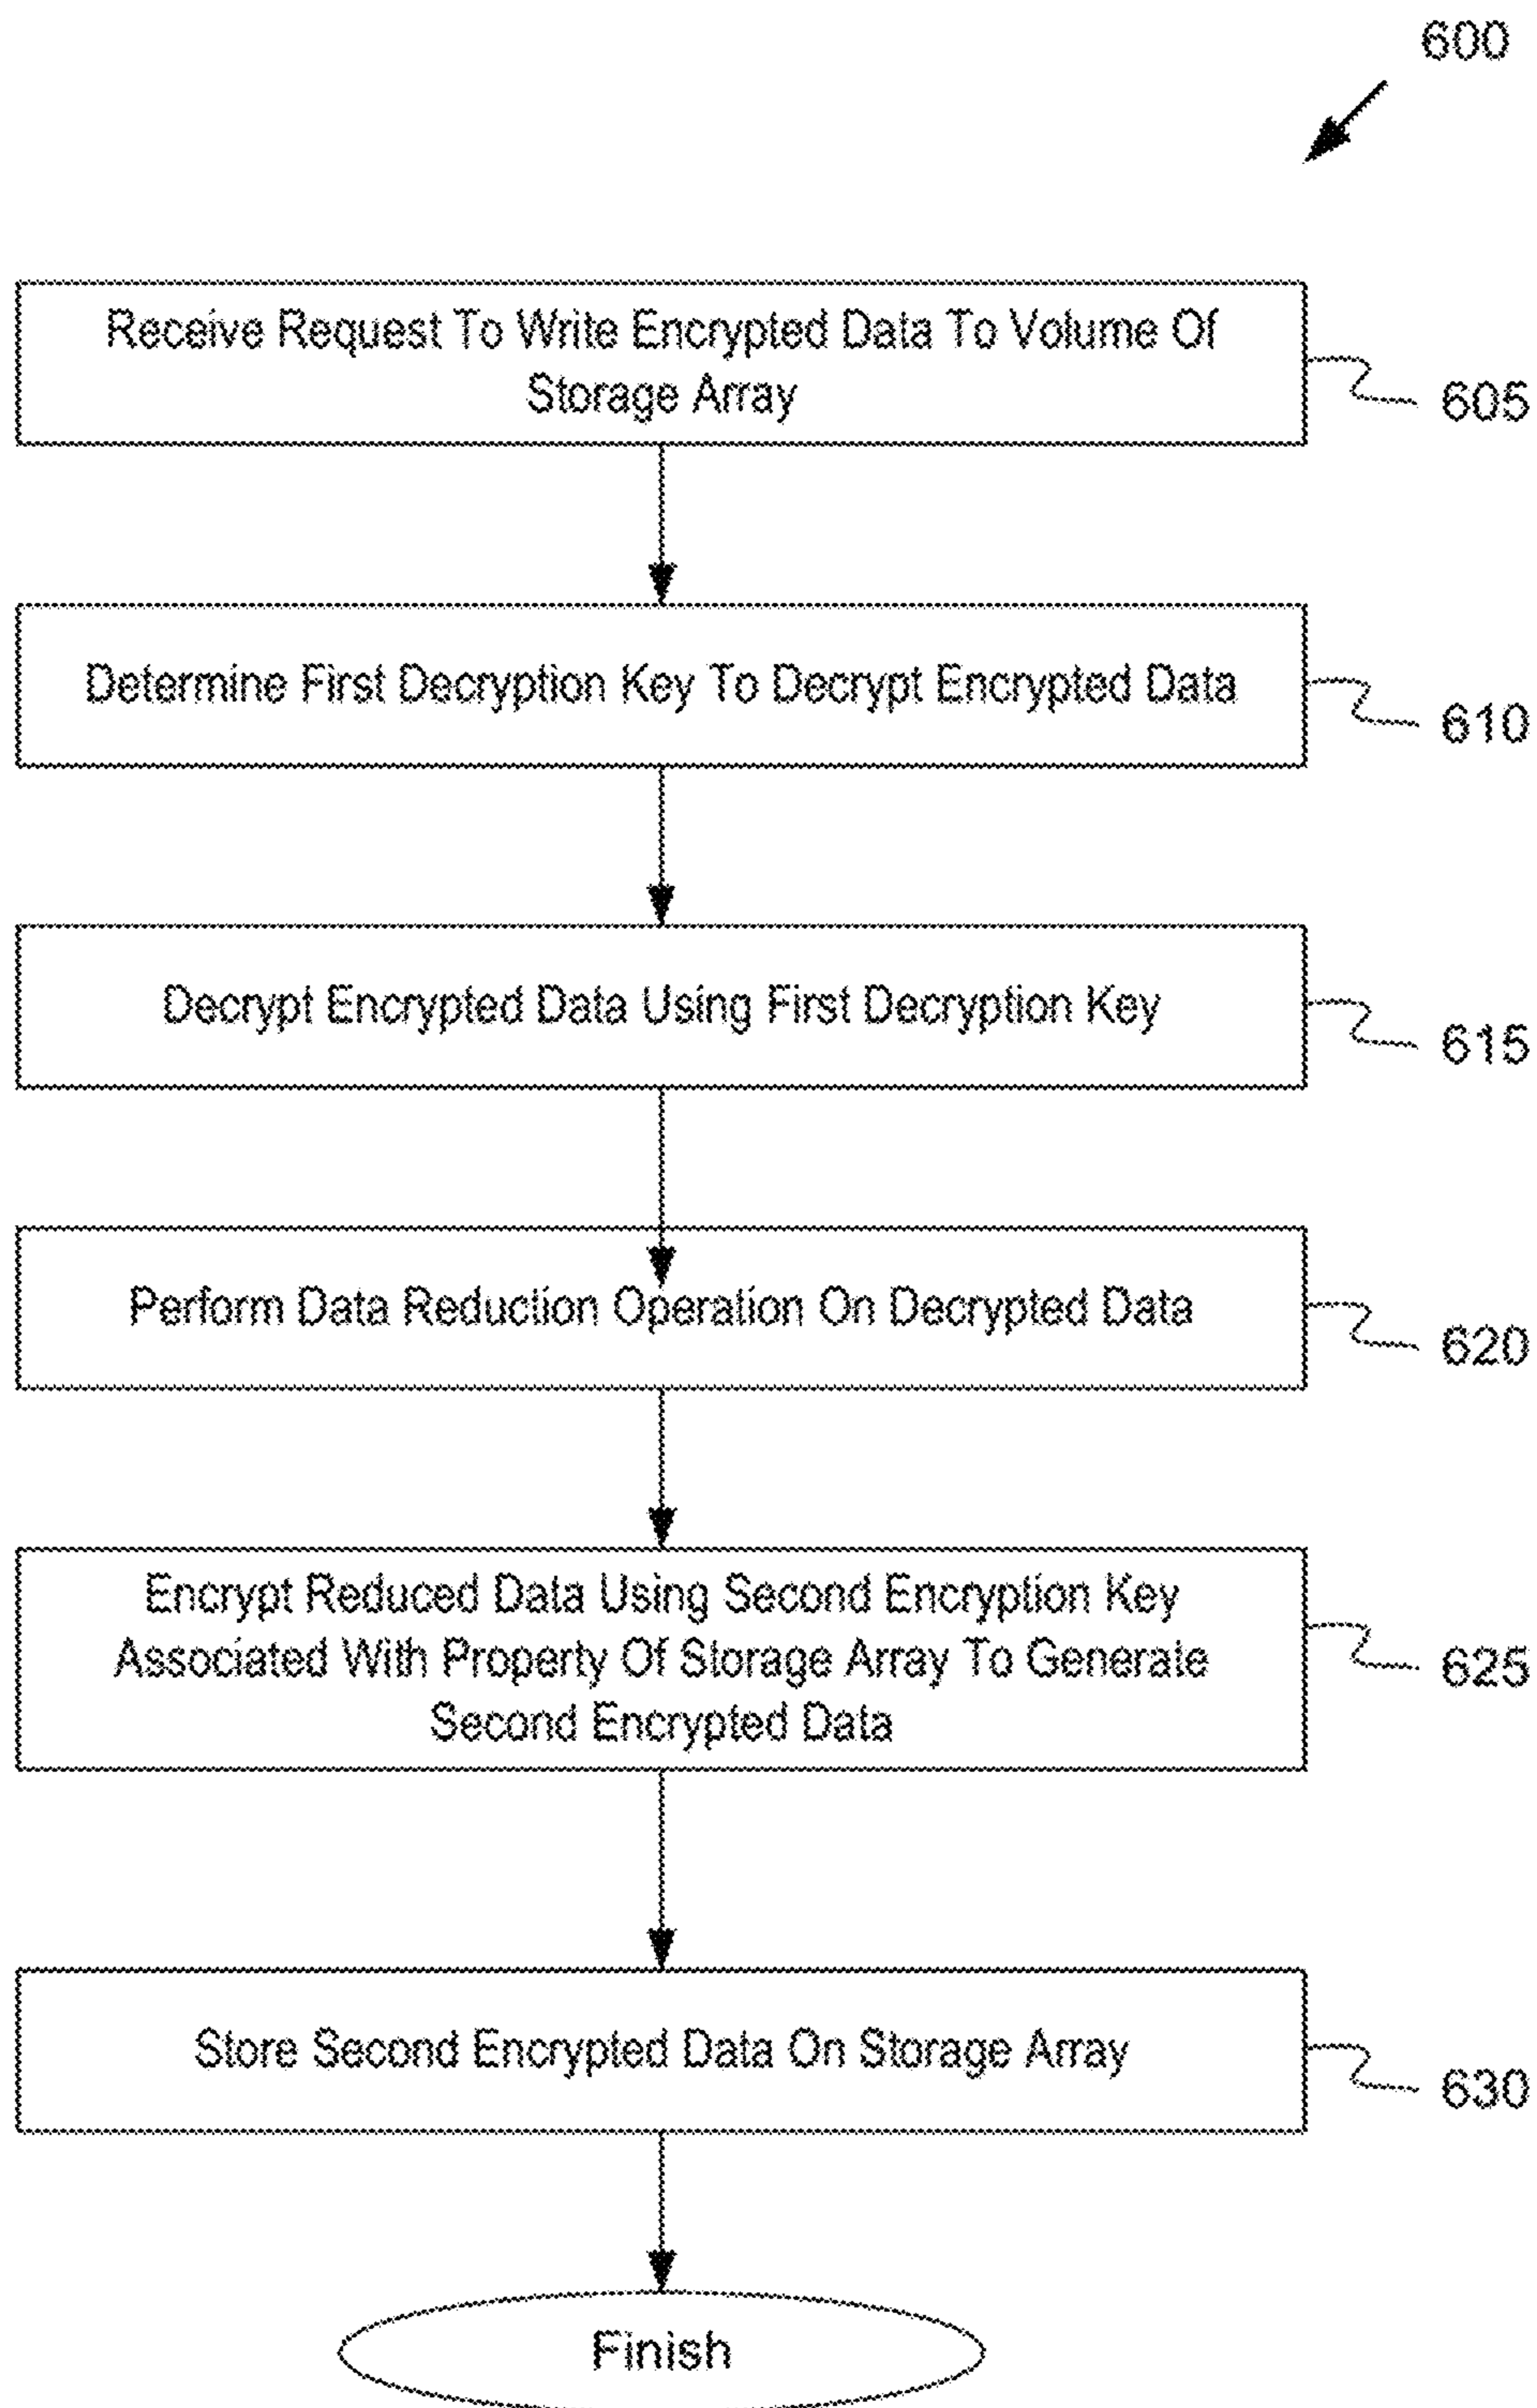 600
Receive Request To Write Encrypted Data To Volume Of
Storage Array
605
Determine First Decryption Key To Decrypt Encrypted Data
610
Decrypt Encrypted Data Using First Decryption Key
615
Perform Data Reduction Operation On Decrypted Data
620
Encrypt Reduced Data Using Second Encryption Key
Associated With Property Of Storage Array To Generate
Second Encrypted Data
625
Store Second Encrypted Data On Storage Array
630
Finish